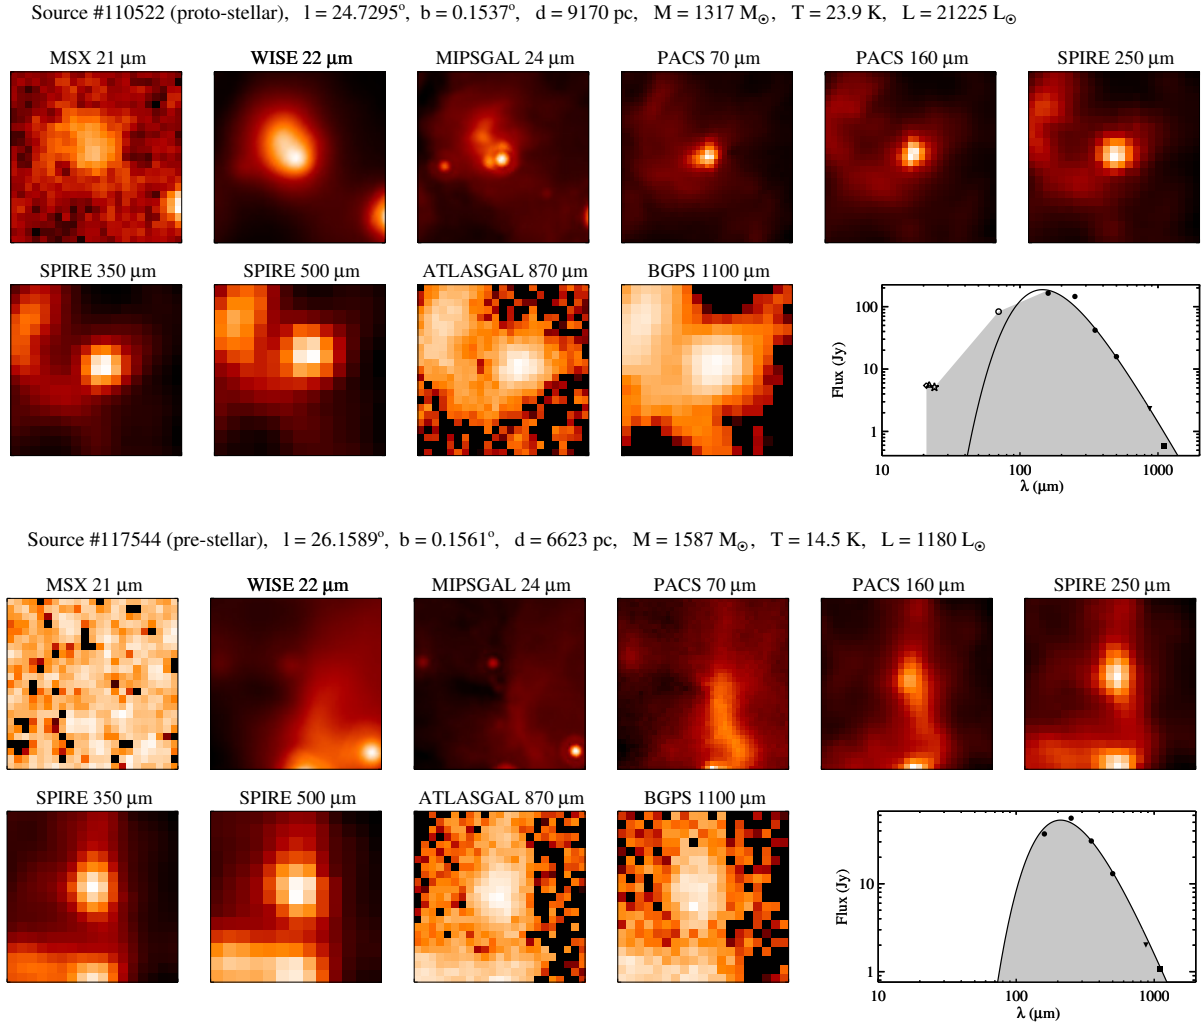 Source #110522 (proto-stellar), l = 24.7295°, b = 0.1537°, d = 9170 pc, M = 1317 M☉, T = 23.9 K, L = 21225 L☉
MSX 21 μm WISE 22 μm MIPSGAL 24 μm PACS 70 μm PACS 160 μm SPIRE 250 μm
SPIRE 350 μm SPIRE 500 μm ATLASGAL 870 μm BGPS 1100 μm
Flux (Jy)
100
10
1
10 100 1000
λ (μm)
Source #117544 (pre-stellar), l = 26.1589°, b = 0.1561°, d = 6623 pc, M = 1587 M☉, T = 14.5 K, L = 1180 L☉
MSX 21 μm WISE 22 μm MIPSGAL 24 μm PACS 70 μm PACS 160 μm SPIRE 250 μm
SPIRE 350 μm SPIRE 500 μm ATLASGAL 870 μm BGPS 1100 μm
Flux (Jy)
10
1
10 100 1000
λ (μm)